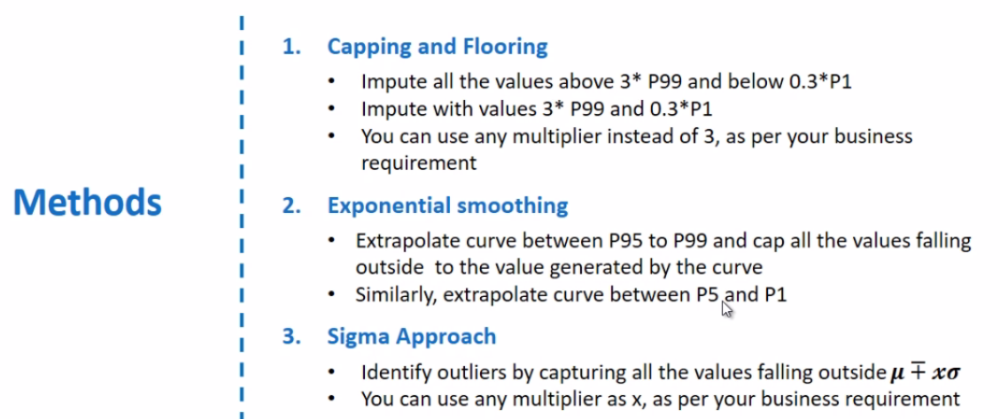 Methods
1. Capping and Flooring
• Impute all the values above 3* P99 and below 0.3*P1
• Impute with values 3* P99 and 0.3*P1
• You can use any multiplier instead of 3, as per your business
requirement
2. Exponential smoothing
• Extrapolate curve between P95 to P99 and cap all the values falling
outside to the value generated by the curve
• Similarly, extrapolate curve between P5 and P1
3. Sigma Approach
• Identify outliers by capturing all the values falling outside μ ∓ xσ
• You can use any multiplier as x, as per your business requirement